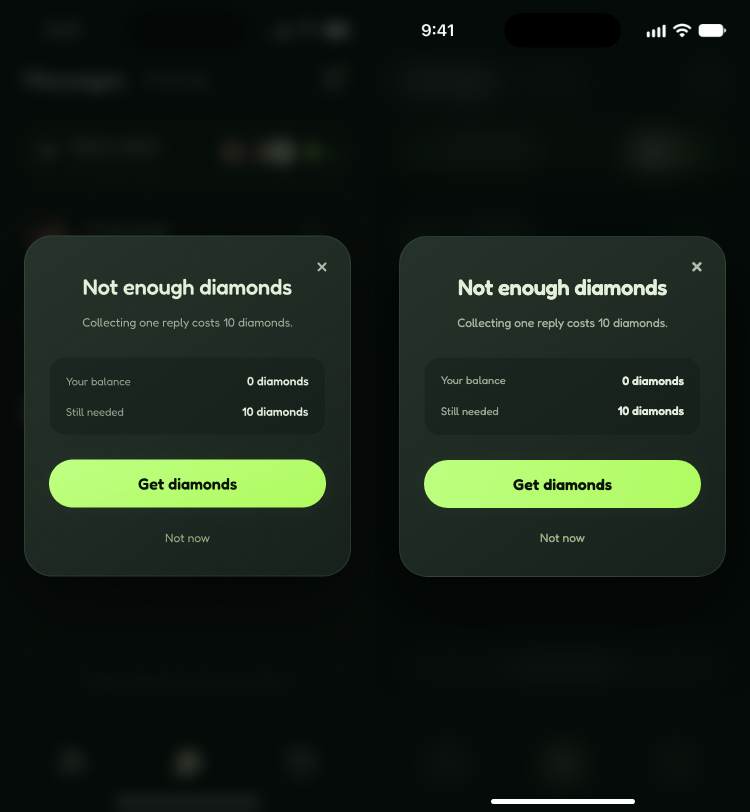 9:41
Not enough diamonds
Collecting one reply costs 10 diamonds.
Your balance 0 diamonds
Still needed 10 diamonds
Get diamonds
Not now
Not enough diamonds
Collecting one reply costs 10 diamonds.
Your balance 0 diamonds
Still needed 10 diamonds
Get diamonds
Not now